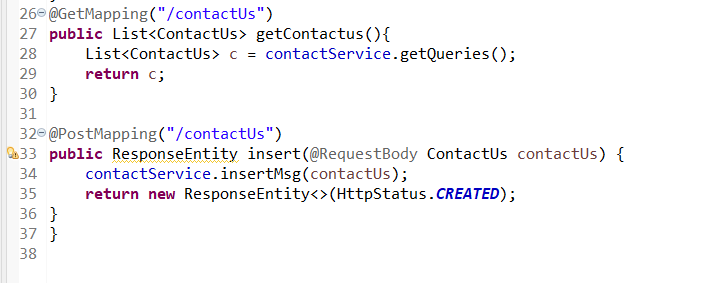 26 @GetMapping("/contactUs")
27 public List<ContactUs> getContactus(){
28     List<ContactUs> c = contactService.getQueries();
29     return c;
30 }
31
32 @PostMapping("/contactUs")
33 public ResponseEntity insert(@RequestBody ContactUs contactUs) {
34     contactService.insertMsg(contactUs);
35     return new ResponseEntity<>(HttpStatus.CREATED);
36 }
37 }
38